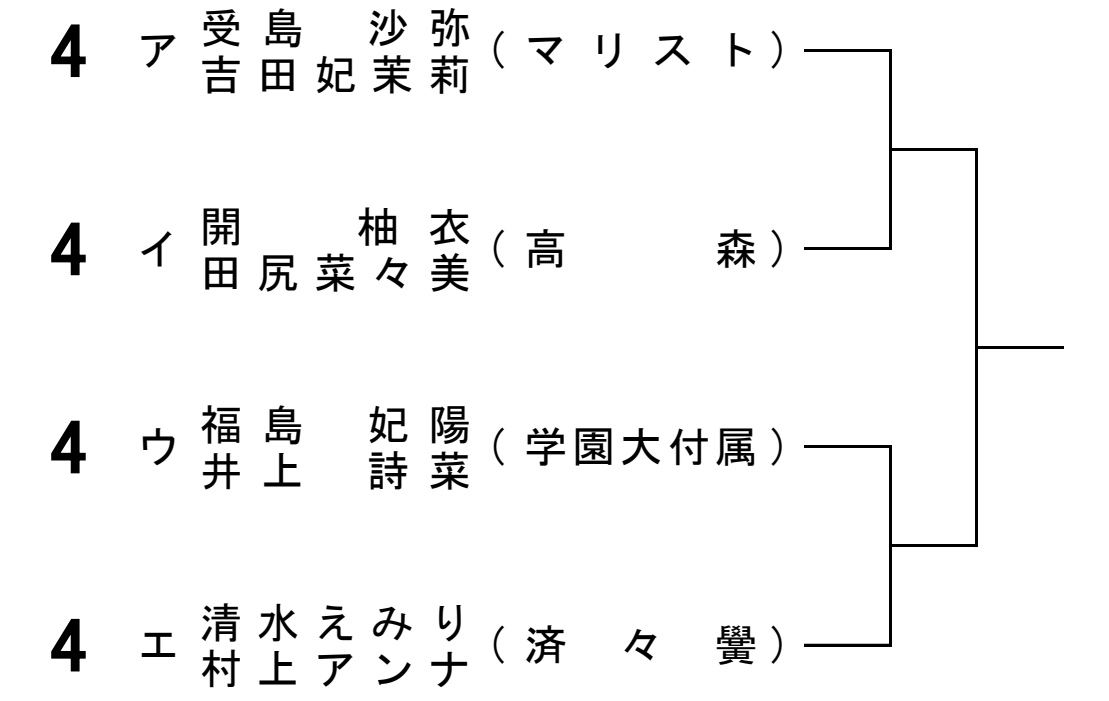 4 ア 受島 沙弥 (マリスト)
吉田妃茉莉
4 イ 開 柚衣 (高森)
田尻菜々美
4 ウ 福島 妃陽 (学園大付属)
井上 詩菜
4 エ 清水えみり (済々黌)
村上アンナ